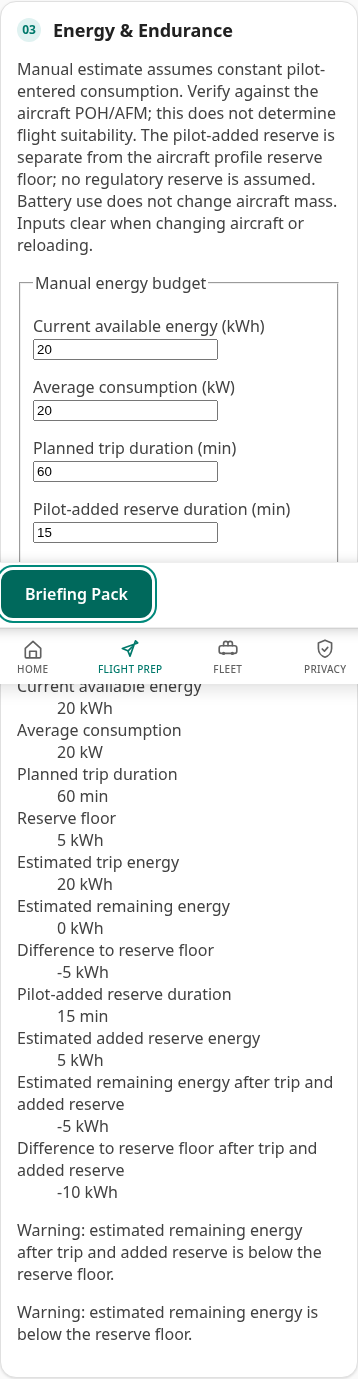 03 Energy & Endurance
Manual estimate assumes constant pilot-
entered consumption. Verify against the
aircraft POH/AFM; this does not determine
flight suitability. The pilot-added reserve is
separate from the aircraft profile reserve
floor; no regulatory reserve is assumed.
Battery use does not change aircraft mass.
Inputs clear when changing aircraft or
reloading.
Manual energy budget
Current available energy (kWh)
20
Average consumption (kW)
20
Planned trip duration (min)
60
Pilot-added reserve duration (min)
15
Briefing Pack
HOME FLIGHT PREP FLEET PRIVACY
Current available energy
20 kWh
Average consumption
20 kW
Planned trip duration
60 min
Reserve floor
5 kWh
Estimated trip energy
20 kWh
Estimated remaining energy
0 kWh
Difference to reserve floor
-5 kWh
Pilot-added reserve duration
15 min
Estimated added reserve energy
5 kWh
Estimated remaining energy after trip and
added reserve
-5 kWh
Difference to reserve floor after trip and
added reserve
-10 kWh
Warning: estimated remaining energy
after trip and added reserve is below the
reserve floor.
Warning: estimated remaining energy is
below the reserve floor.